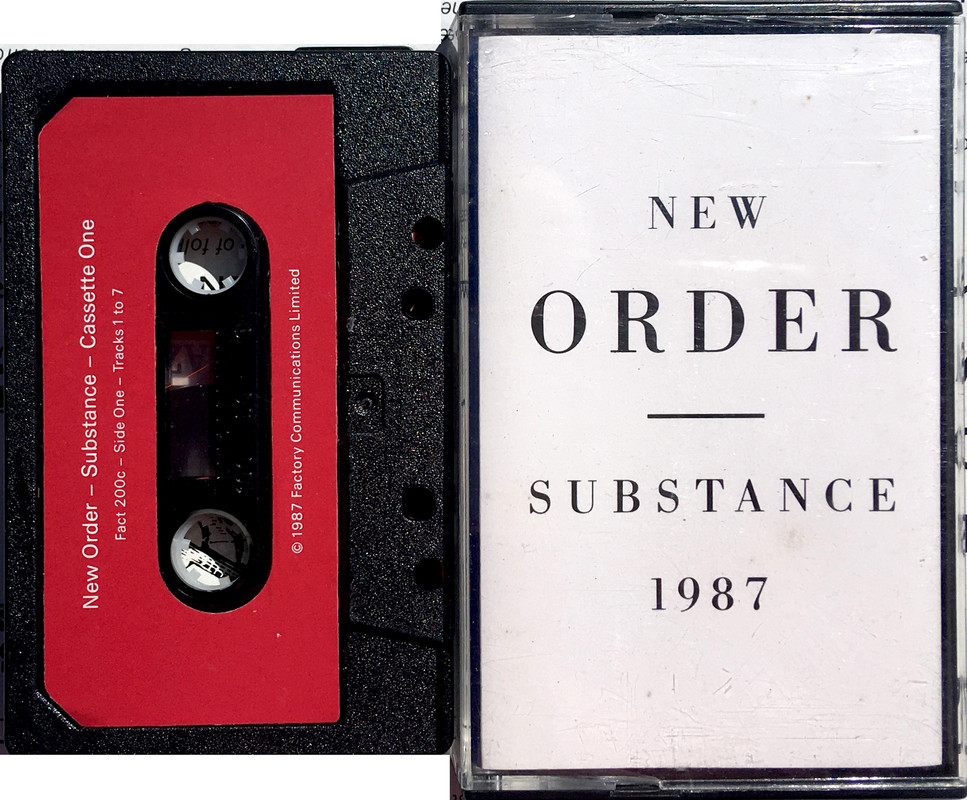 New Order – Substance – Cassette One
Fact 200c – Side One – Tracks 1 to 7
© 1987 Factory Communications Limited
NEW
ORDER
SUBSTANCE
1987